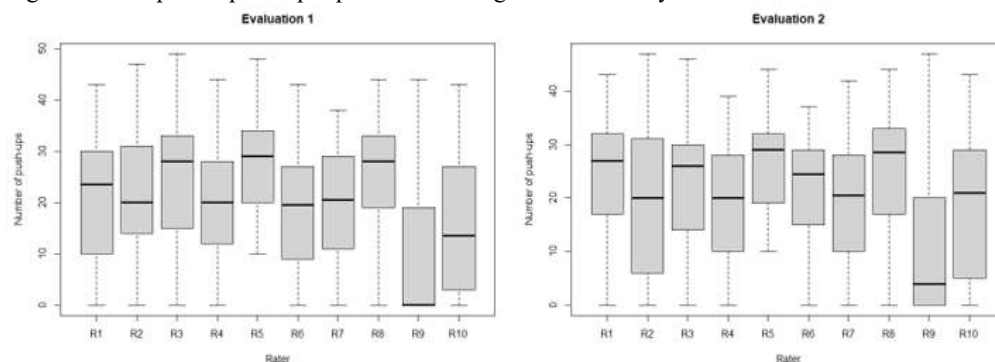 Evaluation 1
Number of push-ups
50
40
30
20
10
0
R1 R2 R3 R4 R5 R6 R7 R8 R9 R10
Rater
Evaluation 2
Number of push-ups
40
30
20
10
0
R1 R2 R3 R4 R5 R6 R7 R8 R9 R10
Rater